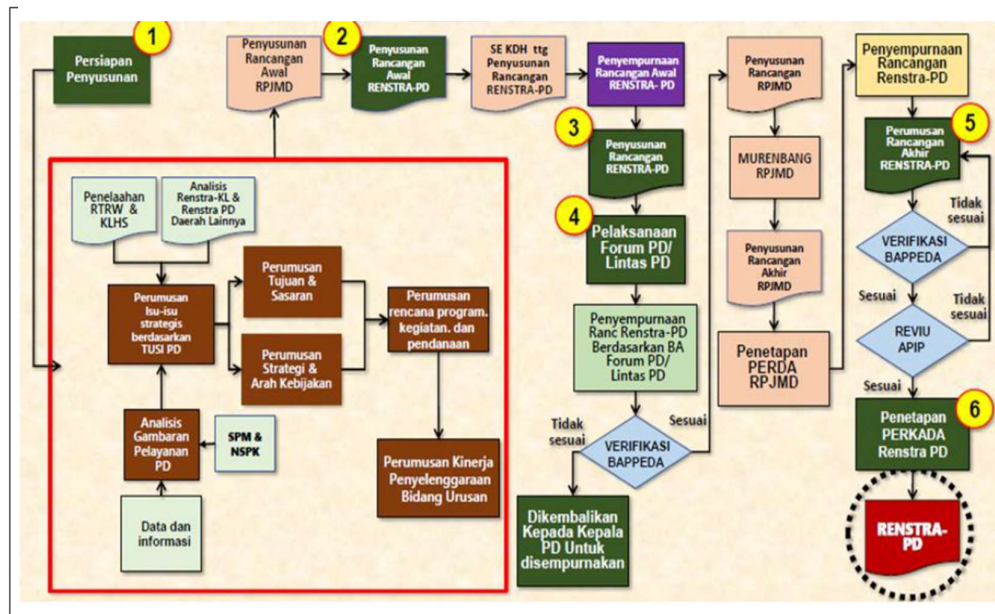 1
Persiapan
Penyusunan
Penyusunan
Rancangan
Awal
RPJMD
2
Penyusunan
Rancangan
Awal
RENSTRA-PD
SE KDH ttg
Penyusunan
Rancangan
RENSTRA-PD
Penyempurnaan
Rancangan Awal
RENSTRA- PD
3
Penyusunan
Rancangan
RENSTRA-PD
4
Pelaksanaan
Forum PD/
Lintas PD
Penyempurnaan
Ranc Renstra-PD
Berdasarkan BA
Forum PD/
Lintas PD
Tidak
sesuai
VERIFIKASI
BAPPEDA
Sesuai
Dikembalikan
Kepada Kepala
PD Untuk
disempurnakan
Penyusunan
Rancangan
RPJMD
MURENBANG
RPJMD
Penyusunan
Rancangan
Akhir
RPJMD
Penetapan
PERDA
RPJMD
Penyempurnaan
Rancangan
Renstra-PD
5
Perumusan
Rancangan
Akhir
RENSTRA-PD
Tidak
sesuai
VERIFIKASI
BAPPEDA
Sesuai
Tidak
sesuai
REVIU
APIP
Sesuai
6
Penetapan
PERKADA
Renstra PD
RENSTRA-
PD
Penelaahan
RTRW &
KLHS
Analisis
Renstra-KL &
Renstra PD
Daerah Lainnya
Perumusan
Isu-isu
strategis
berdasarkan
TUSI PD
Perumusan
Tujuan &
Sasaran
Perumusan
Strategi &
Arah Kebijakan
Perumusan
rencana program.
kegiatan. dan
pendanaan
Analisis
Gambaran
Pelayanan
PD
SPM &
NSPK
Perumusan Kinerja
Penyelenggaraan
Bidang Urusan
Data dan
informasi